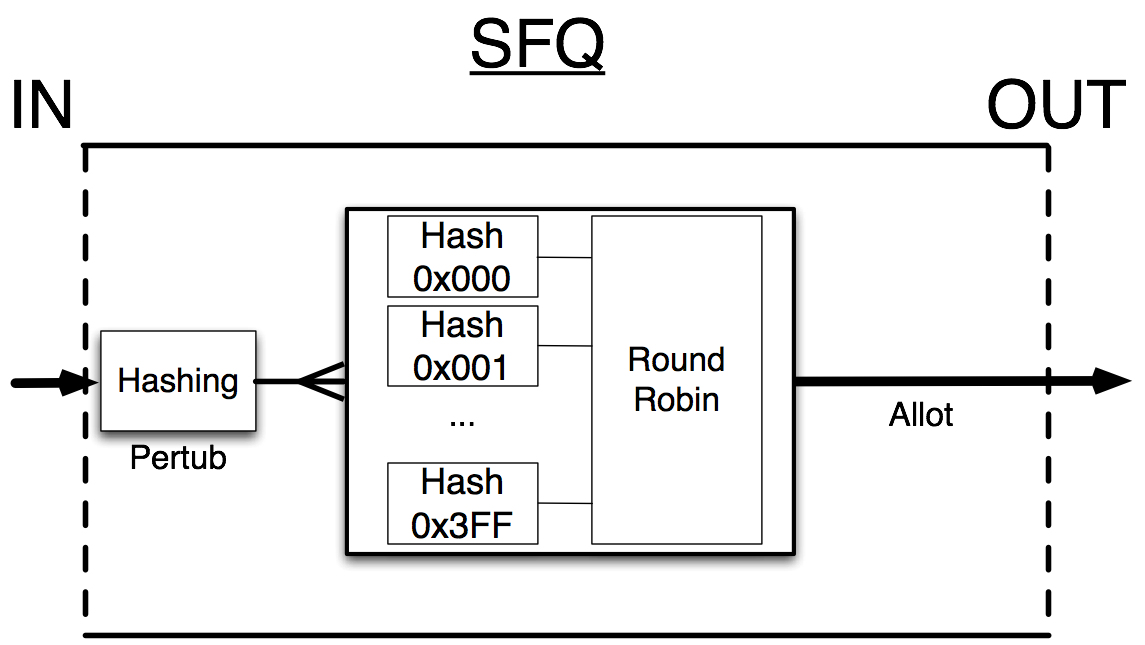 SFQ
IN
OUT
Hash
0x000
Hash
0x001
...
Hash
0x3FF
Round
Robin
Hashing
Pertub
Allot